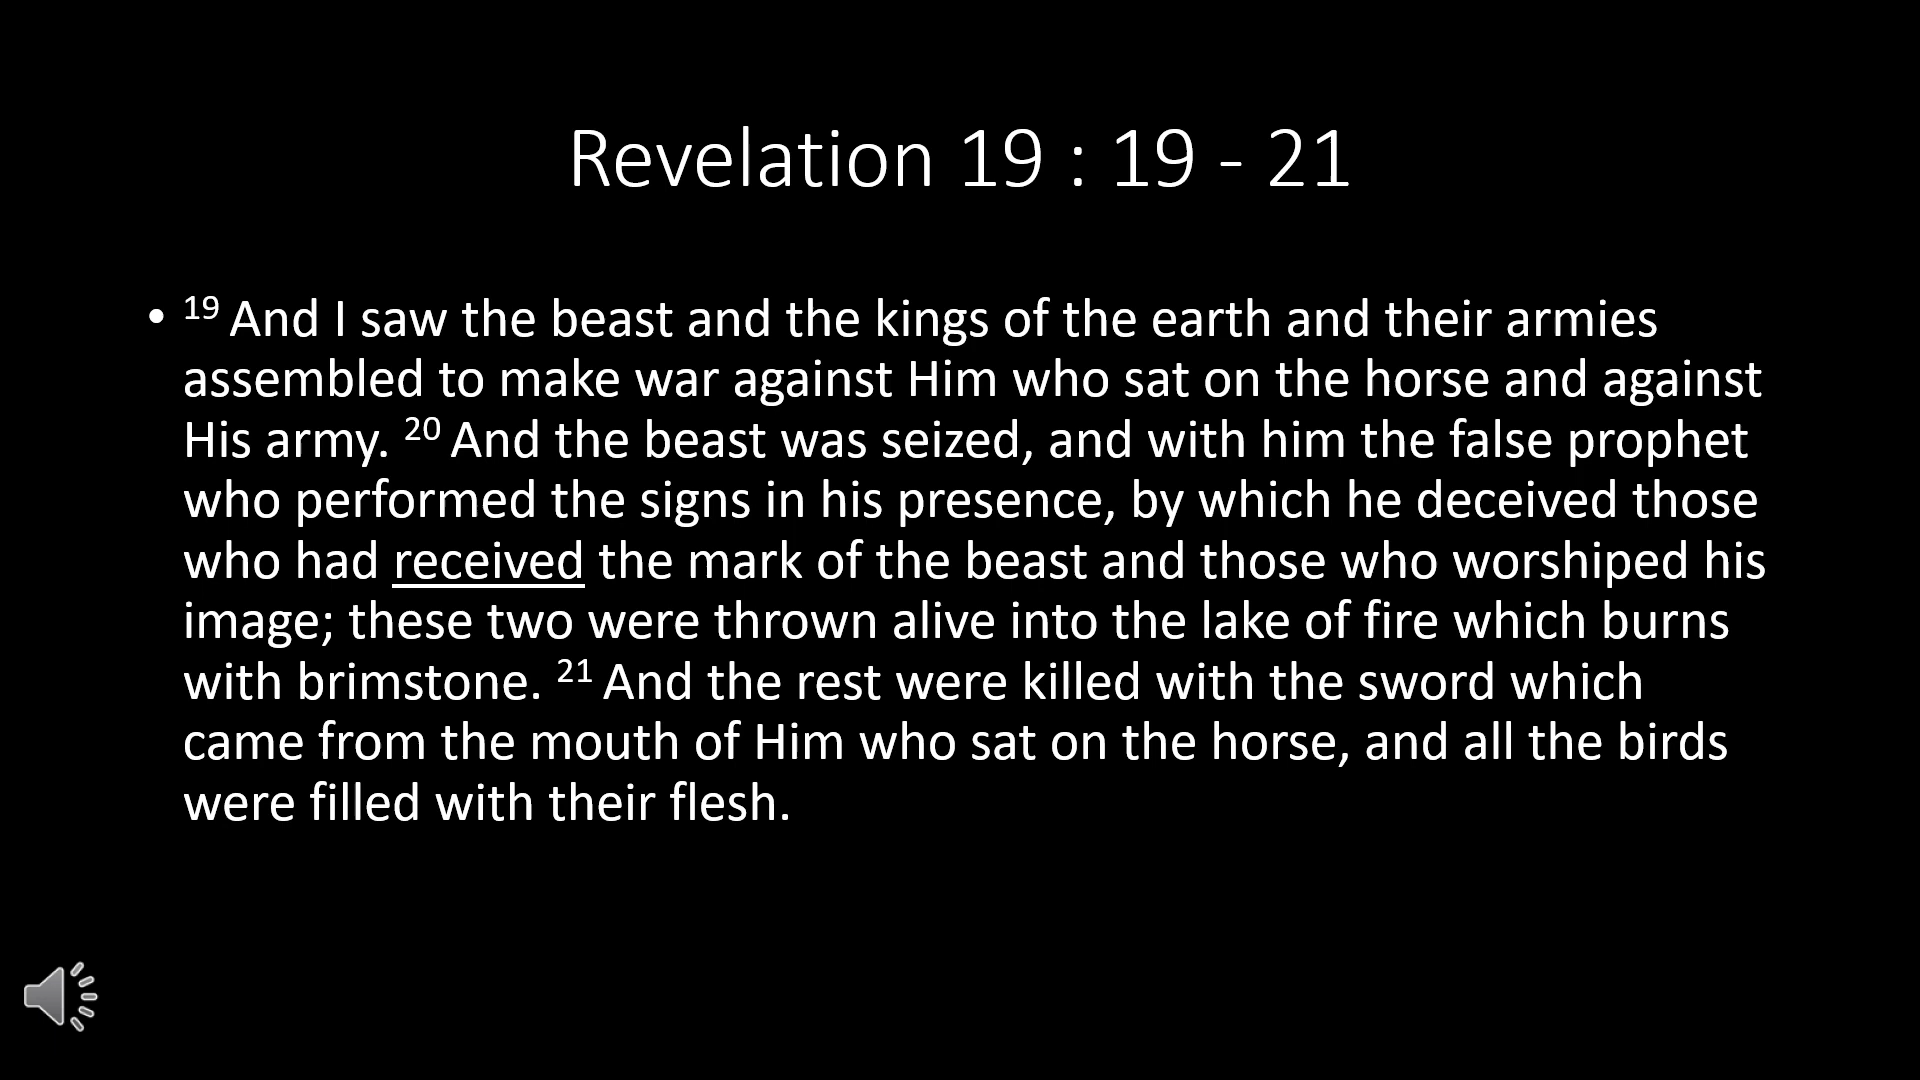 Revelation 19 : 19 - 21
• 19 And I saw the beast and the kings of the earth and their armies
assembled to make war against Him who sat on the horse and against
His army. 20 And the beast was seized, and with him the false prophet
who performed the signs in his presence, by which he deceived those
who had received the mark of the beast and those who worshiped his
image; these two were thrown alive into the lake of fire which burns
with brimstone. 21 And the rest were killed with the sword which
came from the mouth of Him who sat on the horse, and all the birds
were filled with their flesh.